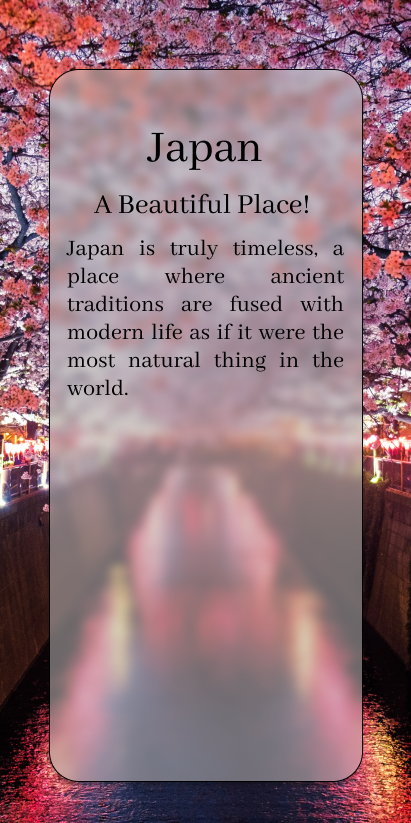 Japan
A Beautiful Place!
Japan is truly timeless, a
place where ancient
traditions are fused with
modern life as if it were the
most natural thing in the
world.